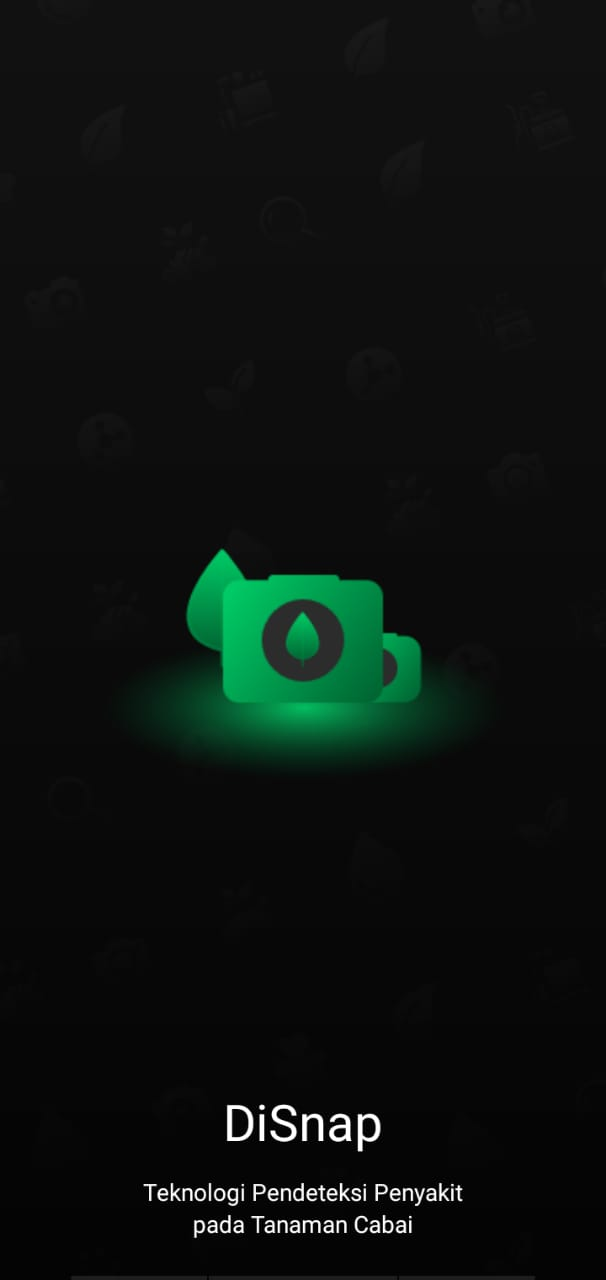 DiSnap
Teknologi Pendeteksi Penyakit
pada Tanaman Cabai